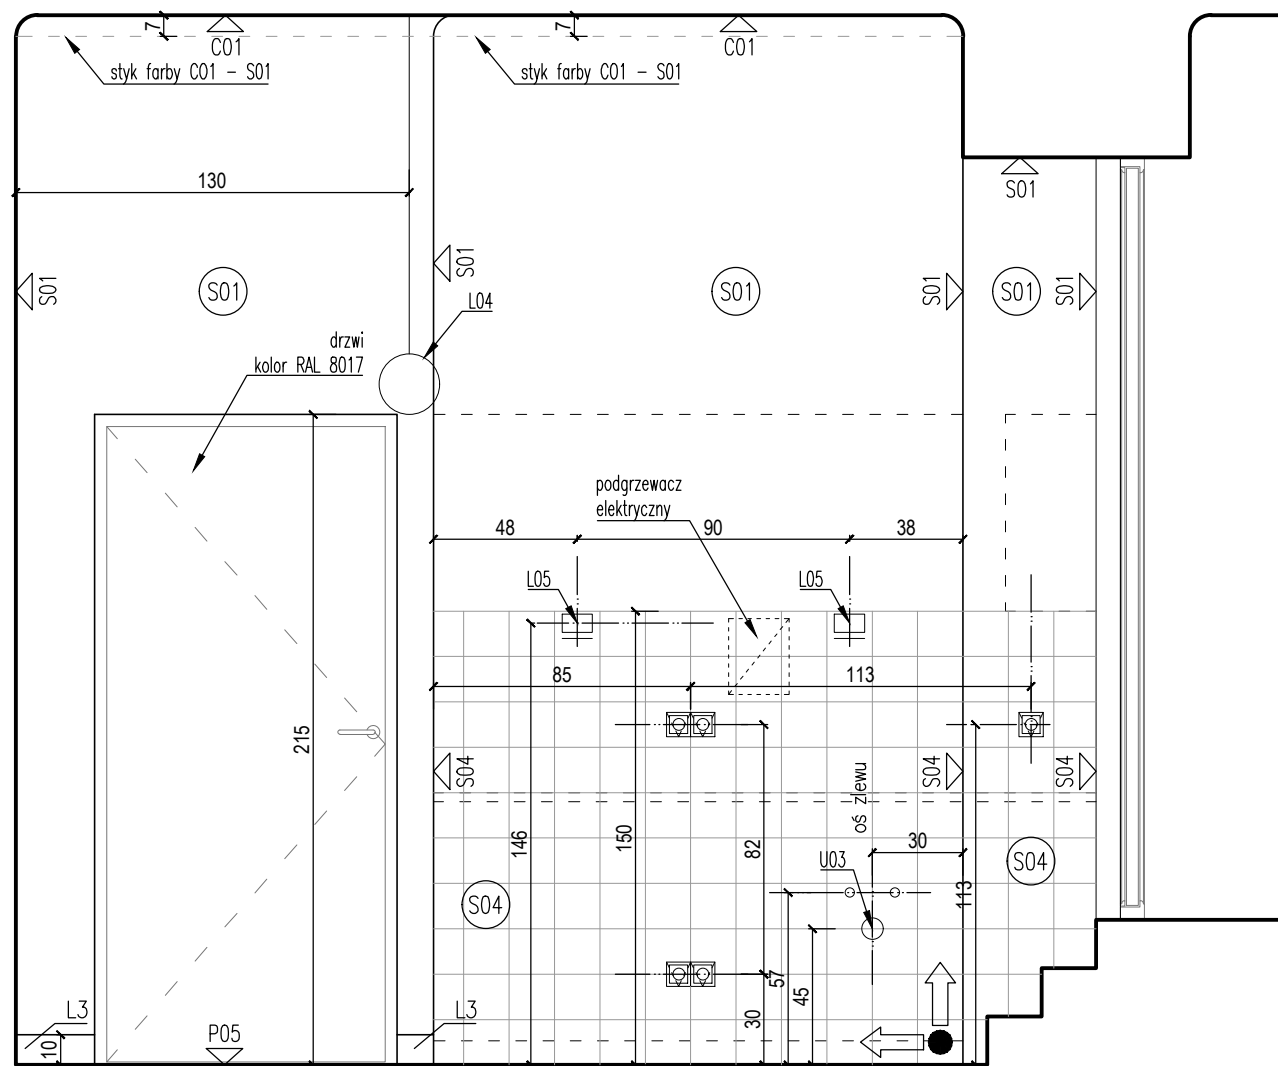 7
C01
styk farby C01 - S01
7
C01
styk farby C01 - S01
130
S01
S01
S01
S01
S01
S01
S01
S01
L04
drzwi
kolor RAL 8017
podgrzewacz
elektryczny
48
90
38
L05
L05
85
113
215
S04
S04
S04
oś zlewu
146
150
82
30
U03
S04
S04
113
57
45
30
L3
10
P05
L3